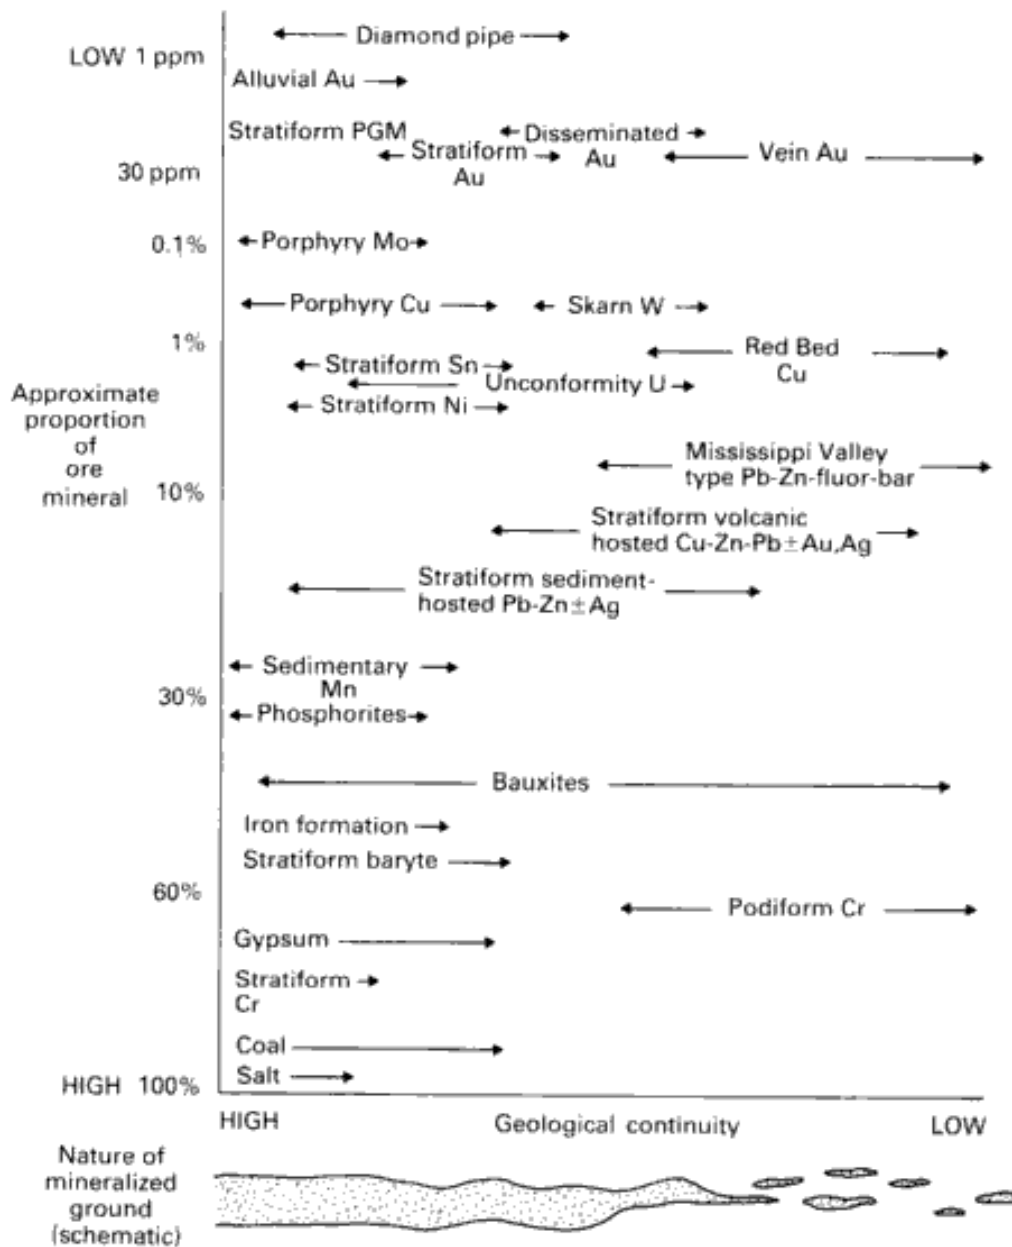 Diamond pipe
LOW 1 ppm
Alluvial Au
Stratiform PGM
Disseminated
Au
Stratiform
Au
Vein Au
30 ppm
0.1%
Porphyry Mo
Porphyry Cu
Skarn W
1%
Red Bed
Cu
Stratiform Sn
Unconformity U
Stratiform Ni
Approximate
proportion
of
ore
mineral
Mississippi Valley
type Pb-Zn-fluor-bar
10%
Stratiform volcanic
hosted Cu-Zn-Pb±Au,Ag
Stratiform sediment-
hosted Pb-Zn±Ag
Sedimentary
Mn
30%
Phosphorites
Bauxites
Iron formation
Stratiform baryte
60%
Podiform Cr
Gypsum
Stratiform
Cr
Coal
Salt
HIGH 100%
HIGH Geological continuity LOW
Nature of
mineralized
ground
(schematic)